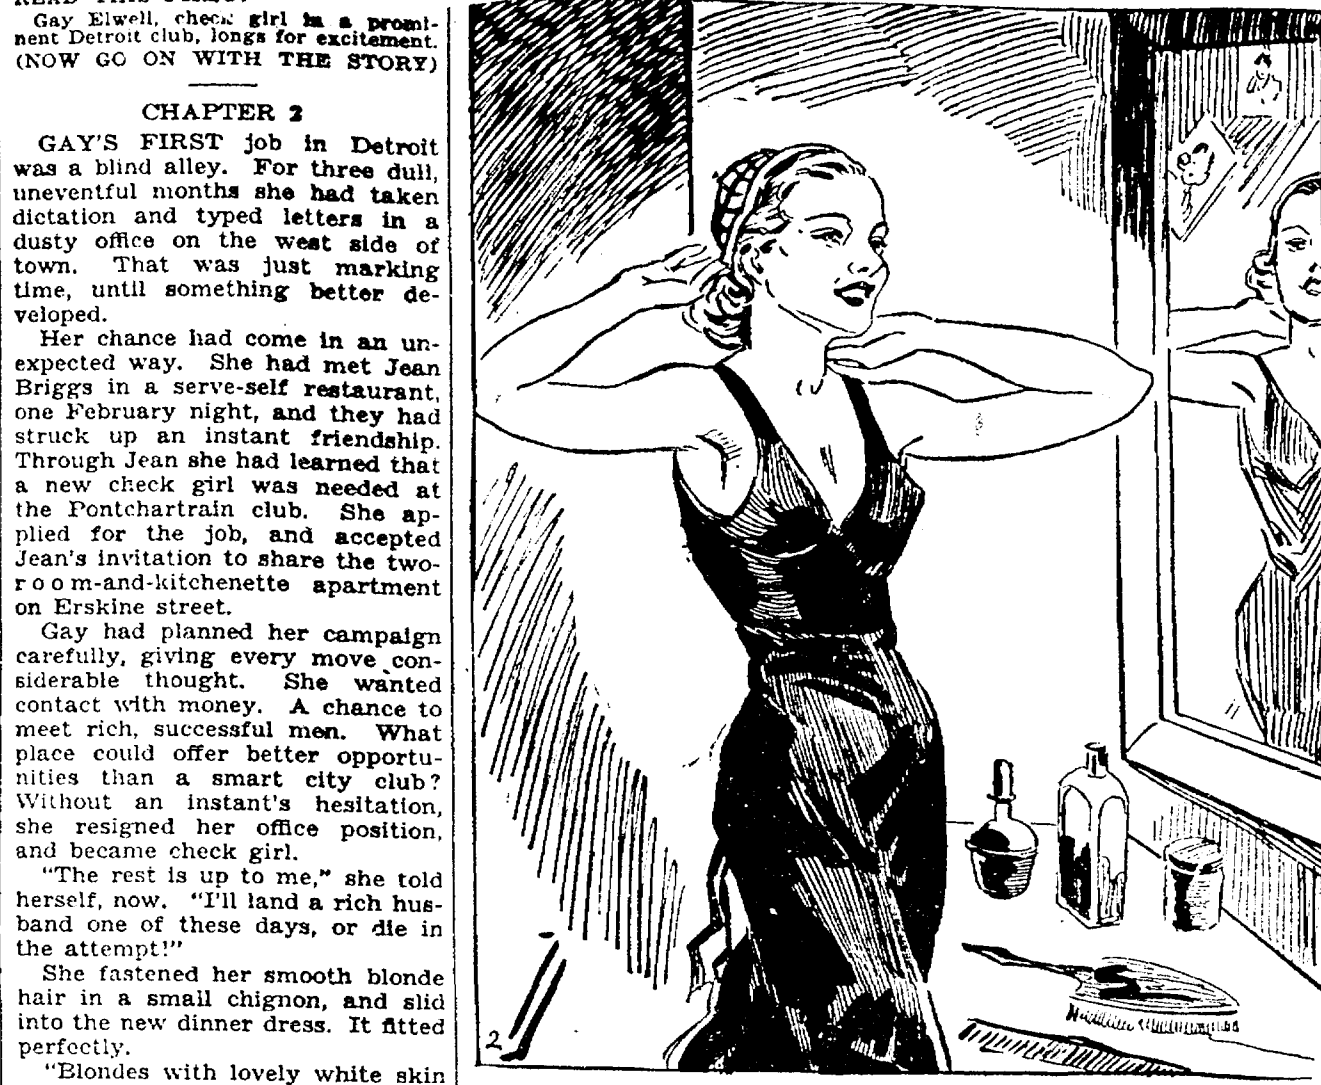 Gay Elwell, check girl in a promi-
nent Detroit club, longs for excitement.
(NOW GO ON WITH THE STORY)
CHAPTER 2
GAY'S FIRST job in Detroit
was a blind alley. For three dull,
uneventful months she had taken
dictation and typed letters in a
dusty office on the west side of
town. That was just marking
time, until something better de-
veloped.
Her chance had come in an un-
expected way. She had met Jean
Briggs in a serve-self restaurant,
one February night, and they had
struck up an instant friendship.
Through Jean she had learned that
a new check girl was needed at
the Pontchartrain club. She ap-
plied for the job, and accepted
Jean's invitation to share the two-
room-and-kitchenette apartment
on Erskine street.
Gay had planned her campaign
carefully, giving every move con-
siderable thought. She wanted
contact with money. A chance to
meet rich, successful men. What
place could offer better opportu-
nities than a smart city club?
Without an instant's hesitation,
she resigned her office position,
and became check girl.
"The rest is up to me," she told
herself, now. "I'll land a rich hus-
band one of these days, or die in
the attempt!"
She fastened her smooth blonde
hair in a small chignon, and slid
into the new dinner dress. It fitted
perfectly.
"Blondes with lovely white skin
2